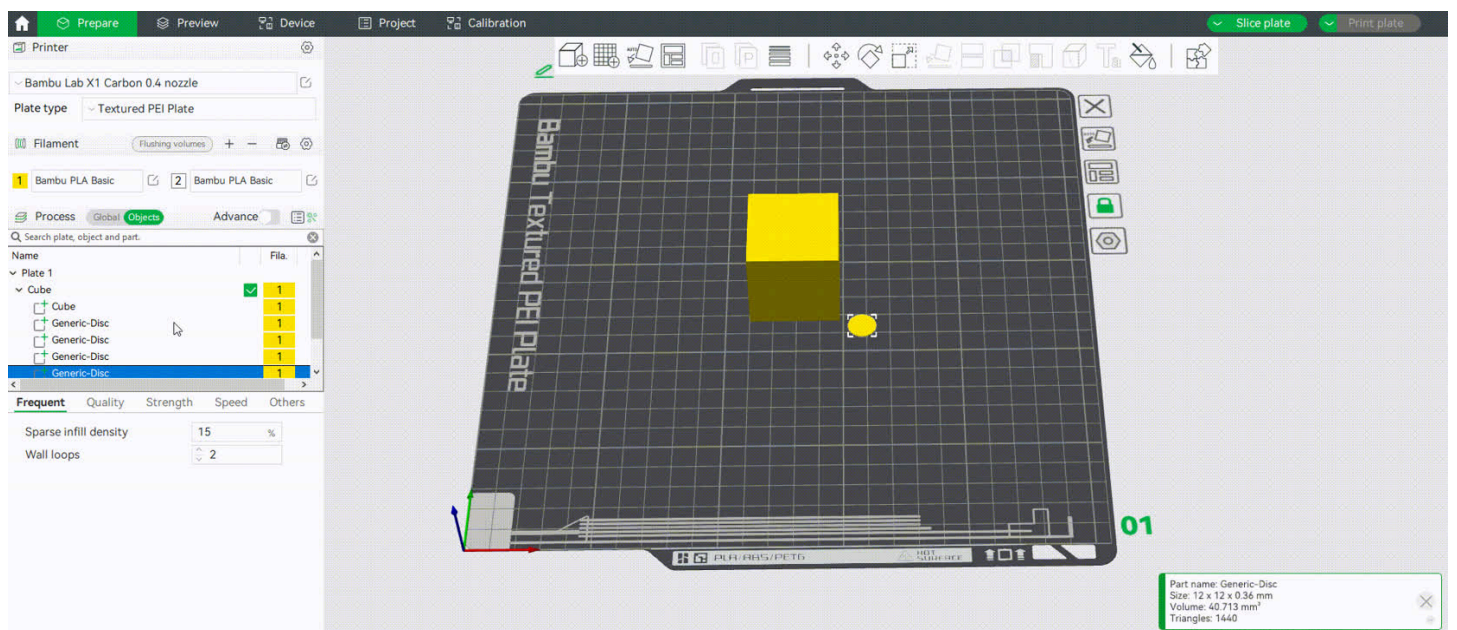 Prepare Preview Device Project Calibration Slice plate Print plate
Printer
Bambu Lab X1 Carbon 0.4 nozzle
Plate type Textured PEI Plate
Filament Flushing volumes + −
1 Bambu PLA Basic 2 Bambu PLA Basic
Process Global Objects Advance
Search plate, object and part.
Name Fila.
Plate 1
Cube 1
Cube 1
Generic-Disc 1
Generic-Disc 1
Generic-Disc 1
Generic-Disc 1
Frequent Quality Strength Speed Others
Sparse infill density 15 %
Wall loops 2
AUTO
Bambu Textured PEI Plate
AUTO
01
PLA/ABS/PETG
HOT
SURFACE
Part name: Generic-Disc
Size: 12 x 12 x 0.36 mm
Volume: 40.713 mm³
Triangles: 1440